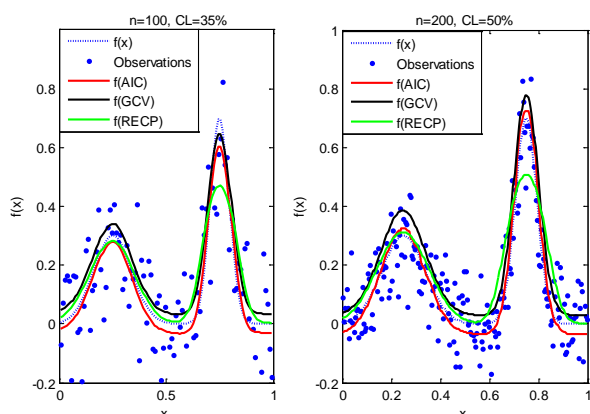 n=100, CL=35%
f(x)
Observations
f(AIC)
f(GCV)
f(RECP)
1
0.8
0.6
0.4
0.2
0
-0.2
f(x)
0
0.5
1
x
n=200, CL=50%
f(x)
Observations
f(AIC)
f(GCV)
f(RECP)
1
0.8
0.6
0.4
0.2
0
-0.2
f(x)
0
0.2
0.4
0.6
0.8
1
x